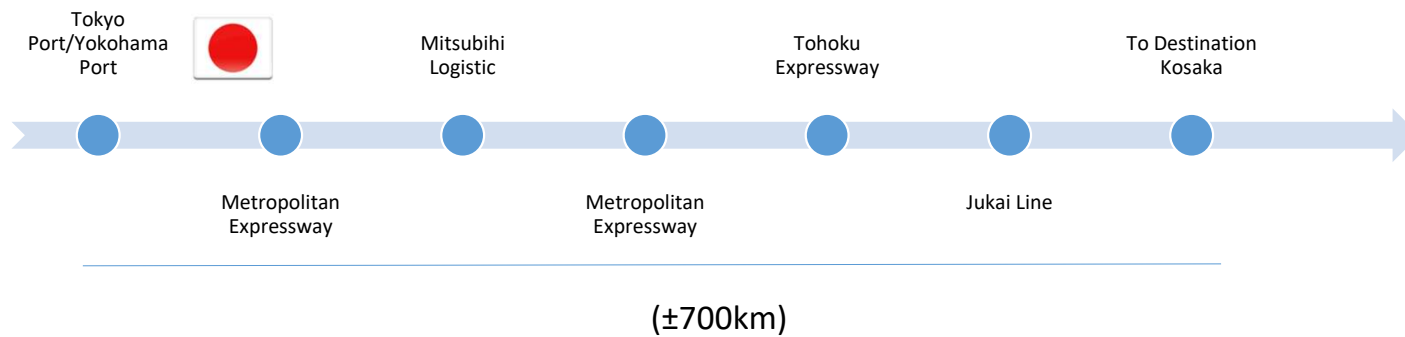 Tokyo
Port/Yokohama
Port
Metropolitan
Expressway
Mitsubihi
Logistic
Metropolitan
Expressway
Tohoku
Expressway
Jukai Line
To Destination
Kosaka
(±700km)